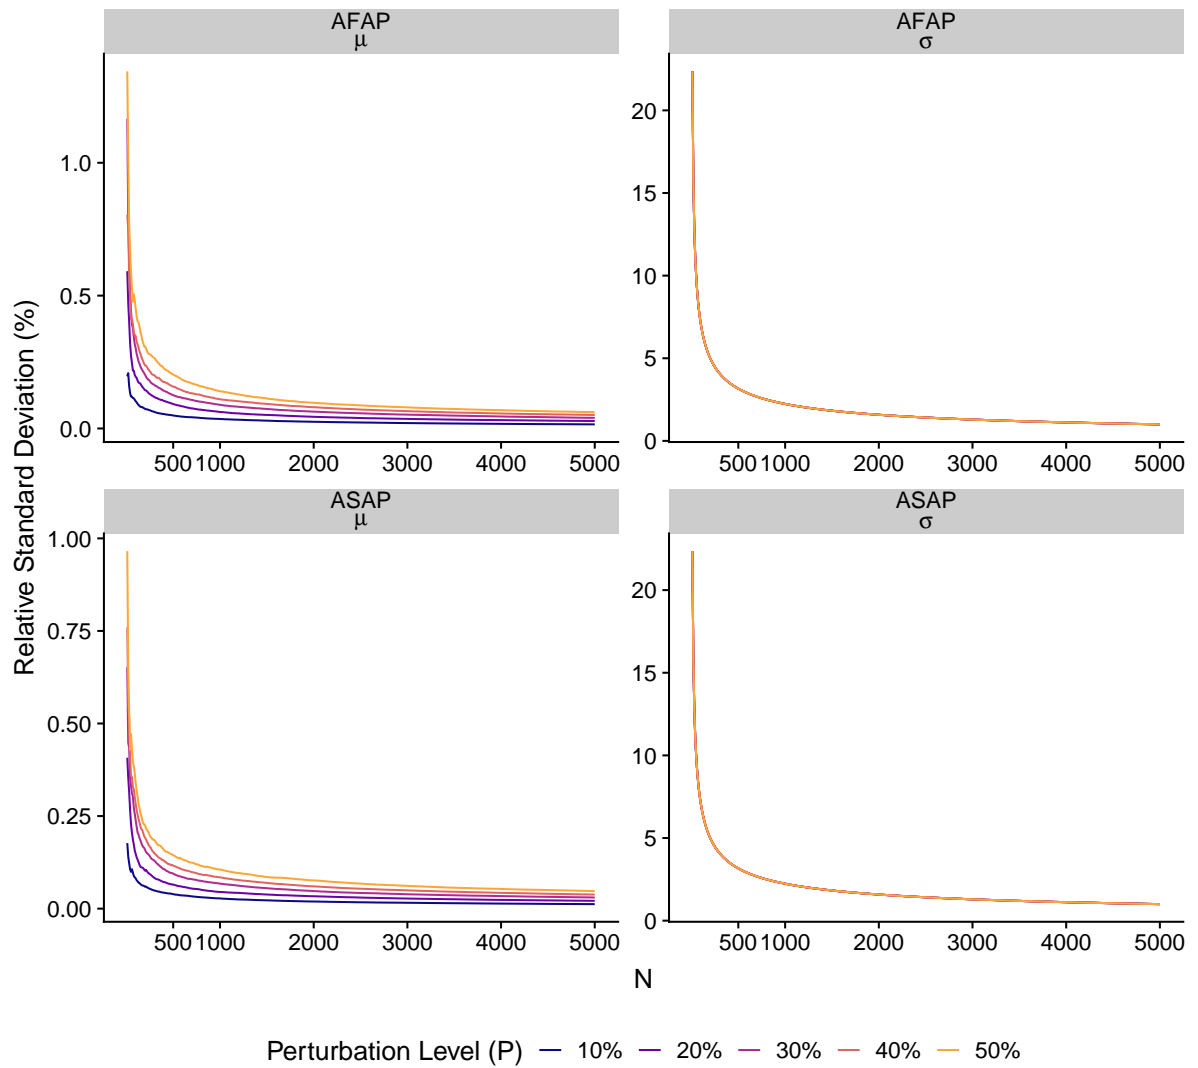 AFAP
μ
AFAP
σ
1.0
0.5
0.0
20
15
10
5
0
500 1000 2000 3000 4000 5000
500 1000 2000 3000 4000 5000
Relative Standard Deviation (%)
ASAP
μ
ASAP
σ
1.00
0.75
0.50
0.25
0.00
20
15
10
5
0
500 1000 2000 3000 4000 5000
500 1000 2000 3000 4000 5000
N
Perturbation Level (P) 10% 20% 30% 40% 50%